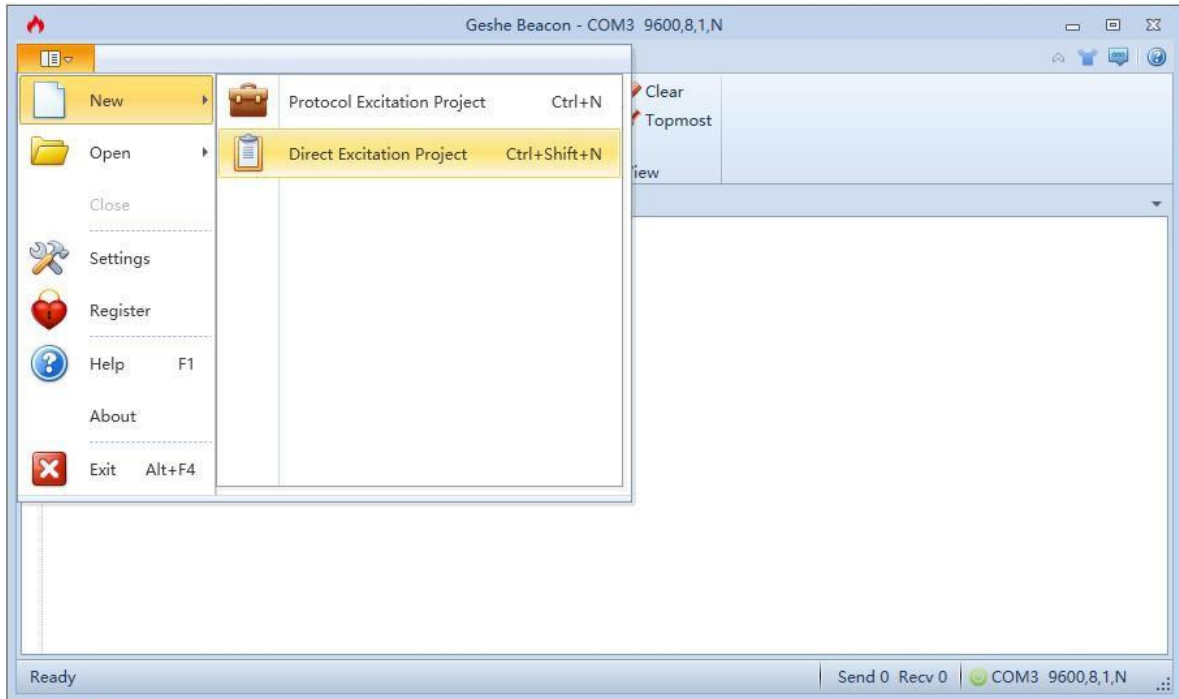 Geshe Beacon - COM3 9600,8,1,N
New
Protocol Excitation Project Ctrl+N
Clear
Topmost
Open
Direct Excitation Project Ctrl+Shift+N
Close
Settings
Register
Help F1
About
Exit Alt+F4
Ready
Send 0 Recv 0
COM3 9600,8,1,N